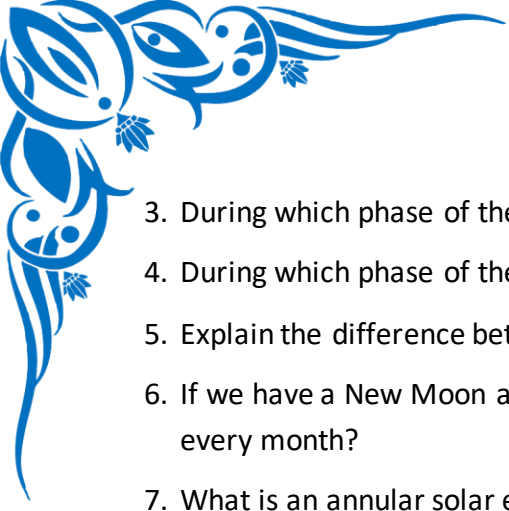 3. During which phase of the
4. During which phase of the
5. Explain the difference
6. If we have a New Moon
every month?
7. What is an annular solar